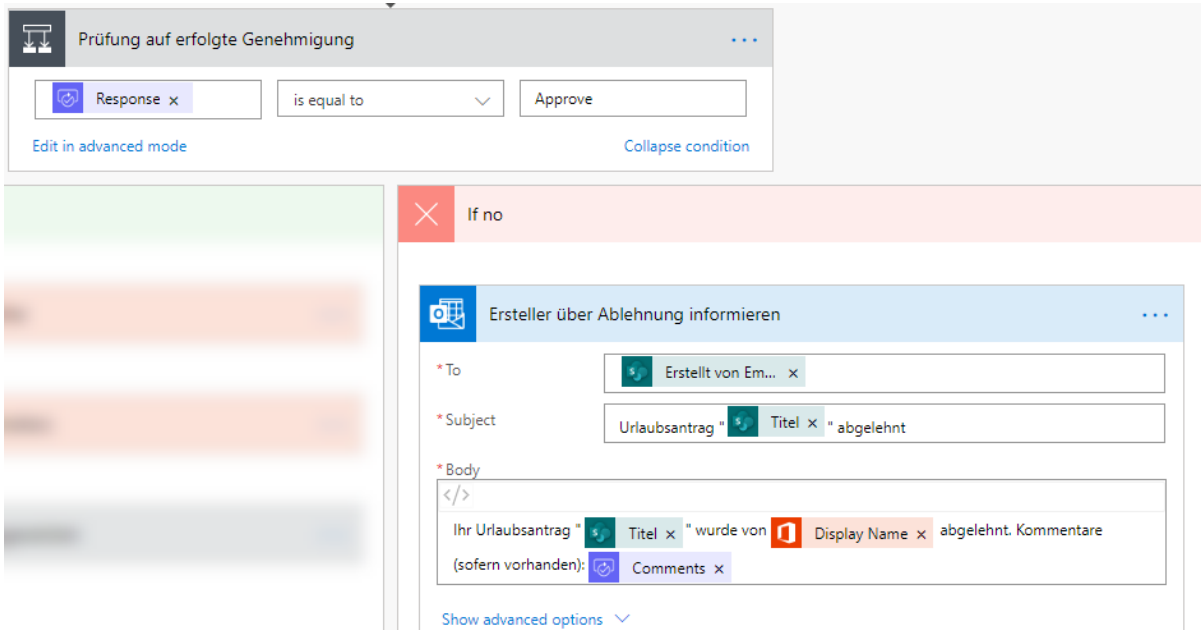 Prüfung auf erfolgte Genehmigung
Response × is equal to Approve
Edit in advanced mode Collapse condition
If no
Ersteller über Ablehnung informieren
* To Erstellt von Em... ×
* Subject Urlaubsantrag " Titel × " abgelehnt
* Body
</>
Ihr Urlaubsantrag " Titel × " wurde von Display Name × abgelehnt. Kommentare
(sofern vorhanden): Comments ×
Show advanced options